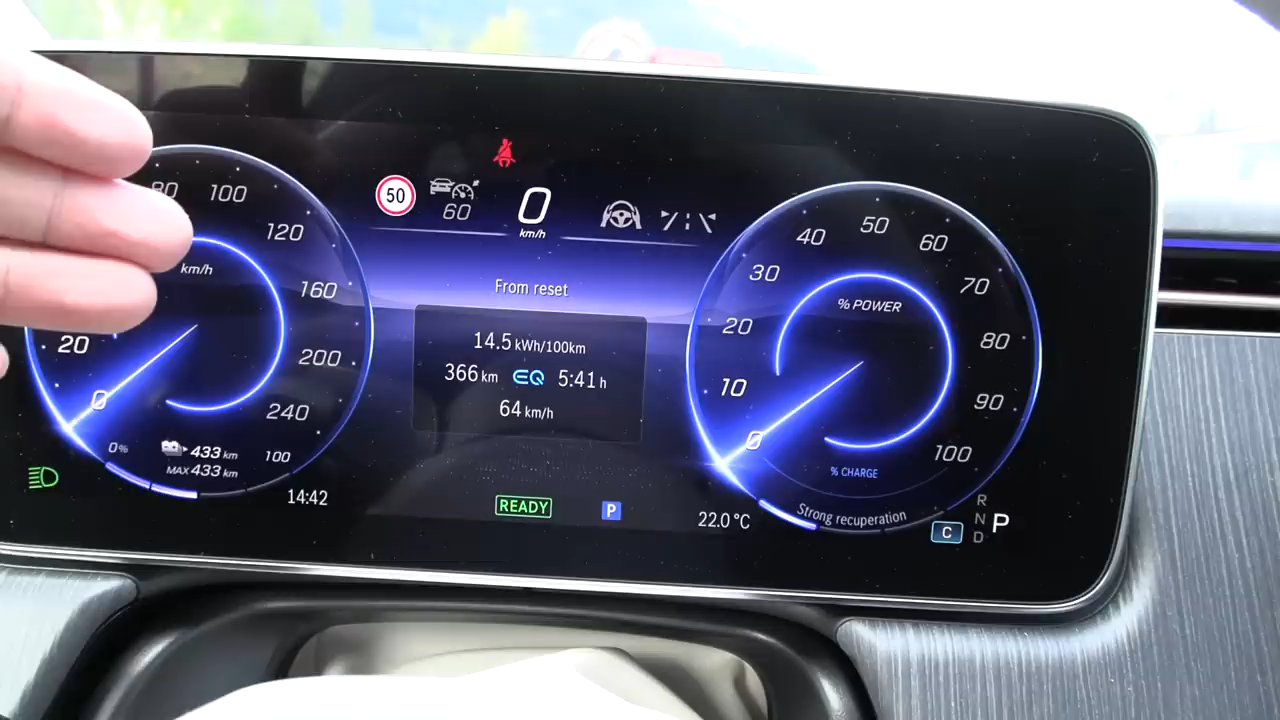 50
60
0
km/h
80
100
120
160
200
240
km/h
20
0
0%
433 km
MAX 433 km
100
14:42
From reset
14.5 kWh/100km
366 km EQ 5:41 h
64 km/h
READY
P
22.0 °C
% POWER
0
10
20
30
40
50
60
70
80
90
100
% CHARGE
Strong recuperation
C
R
N
D
P